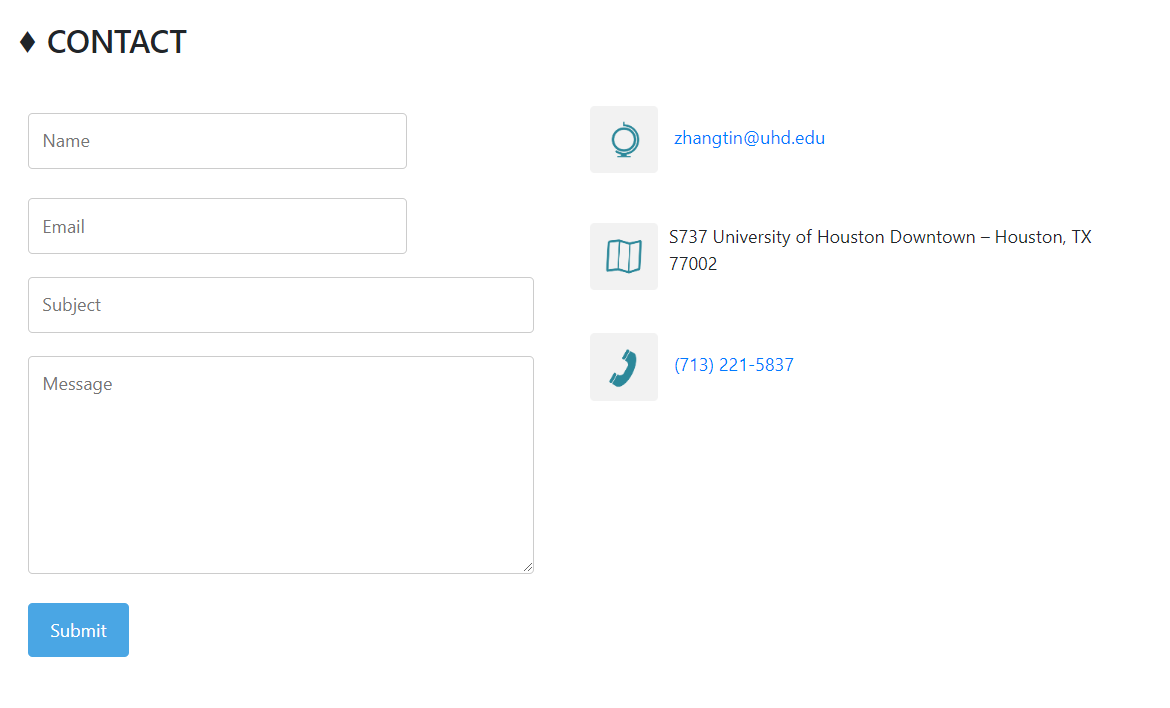 ♦ CONTACT
Name
Email
Subject
Message
Submit
zhangtin@uhd.edu
S737 University of Houston Downtown – Houston, TX
77002
(713) 221-5837